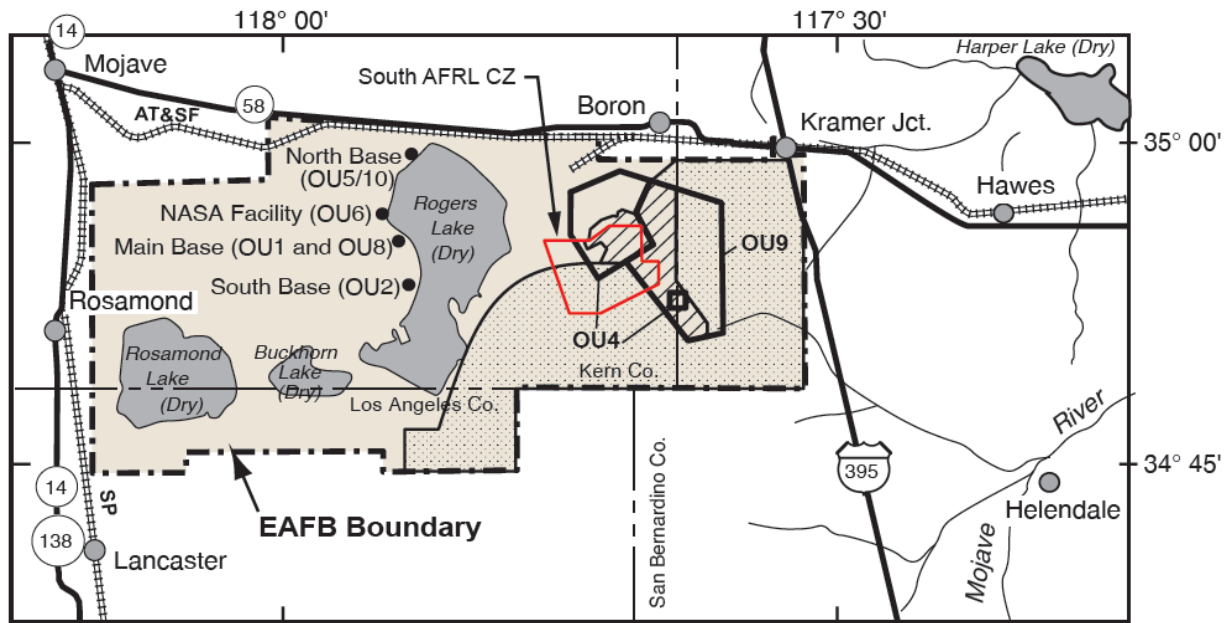 118° 00'
117° 30'
14
Mojave
Harper Lake (Dry)
South AFRL CZ
58
AT&SF
Boron
Kramer Jct.
35° 00'
North Base
(OU5/10)
Hawes
NASA Facility (OU6)
Rogers
Lake
(Dry)
Main Base (OU1 and OU8)
OU9
South Base (OU2)
Rosamond
OU4
Rosamond
Lake
(Dry)
Buckhorn
Lake
(Dry)
Kern Co.
Los Angeles Co.
River
14
SP
395
34° 45'
EAFB Boundary
San Bernardino Co.
Helendale
138
Lancaster
Mojave